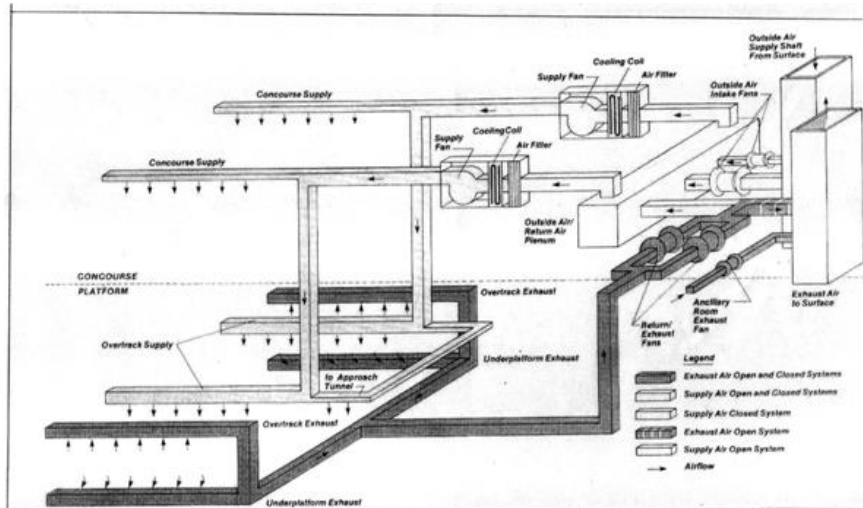 Outside Air
Supply Shaft
From Surface
Cooling Coil
Supply Fan
Air Filter
Outside Air
Intake Fans
Concourse Supply
Supply
Fan
Cooling Coil
Air Filter
Concourse Supply
Outside Air/
Return Air
Plenum
CONCOURSE
PLATFORM
Overtrack Exhaust
Return/
Exhaust
Fans
Ancillary
Room
Exhaust
Fan
Exhaust Air
to Surface
Overtrack Supply
Underplatform Exhaust
to Approach
Tunnel
Overtrack Exhaust
Underplatform Exhaust
Legend
Exhaust Air Open and Closed Systems
Supply Air Open and Closed Systems
Supply Air Closed System
Exhaust Air Open System
Supply Air Open System
Airflow